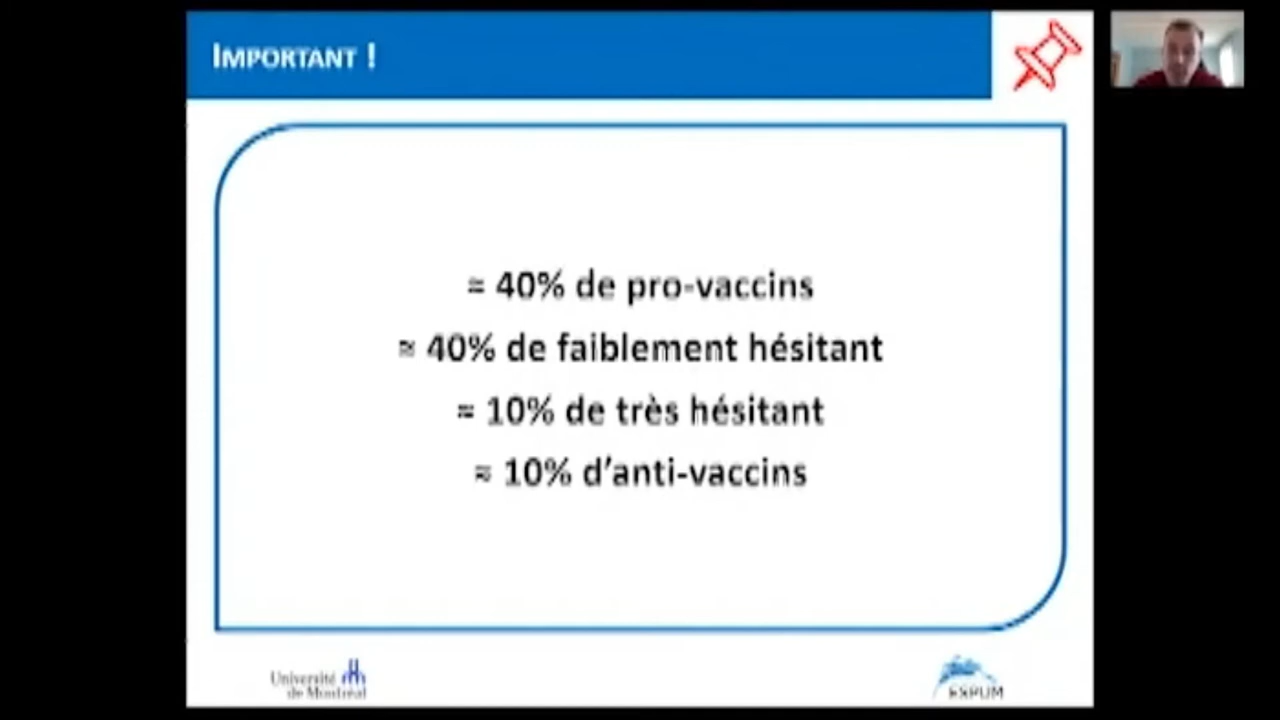 IMPORTANT !
≈ 40% de pro-vaccins
≈ 40% de faiblement hésitant
≈ 10% de très hésitant
≈ 10% d’anti-vaccins
Université
de Montréal
ESPUM